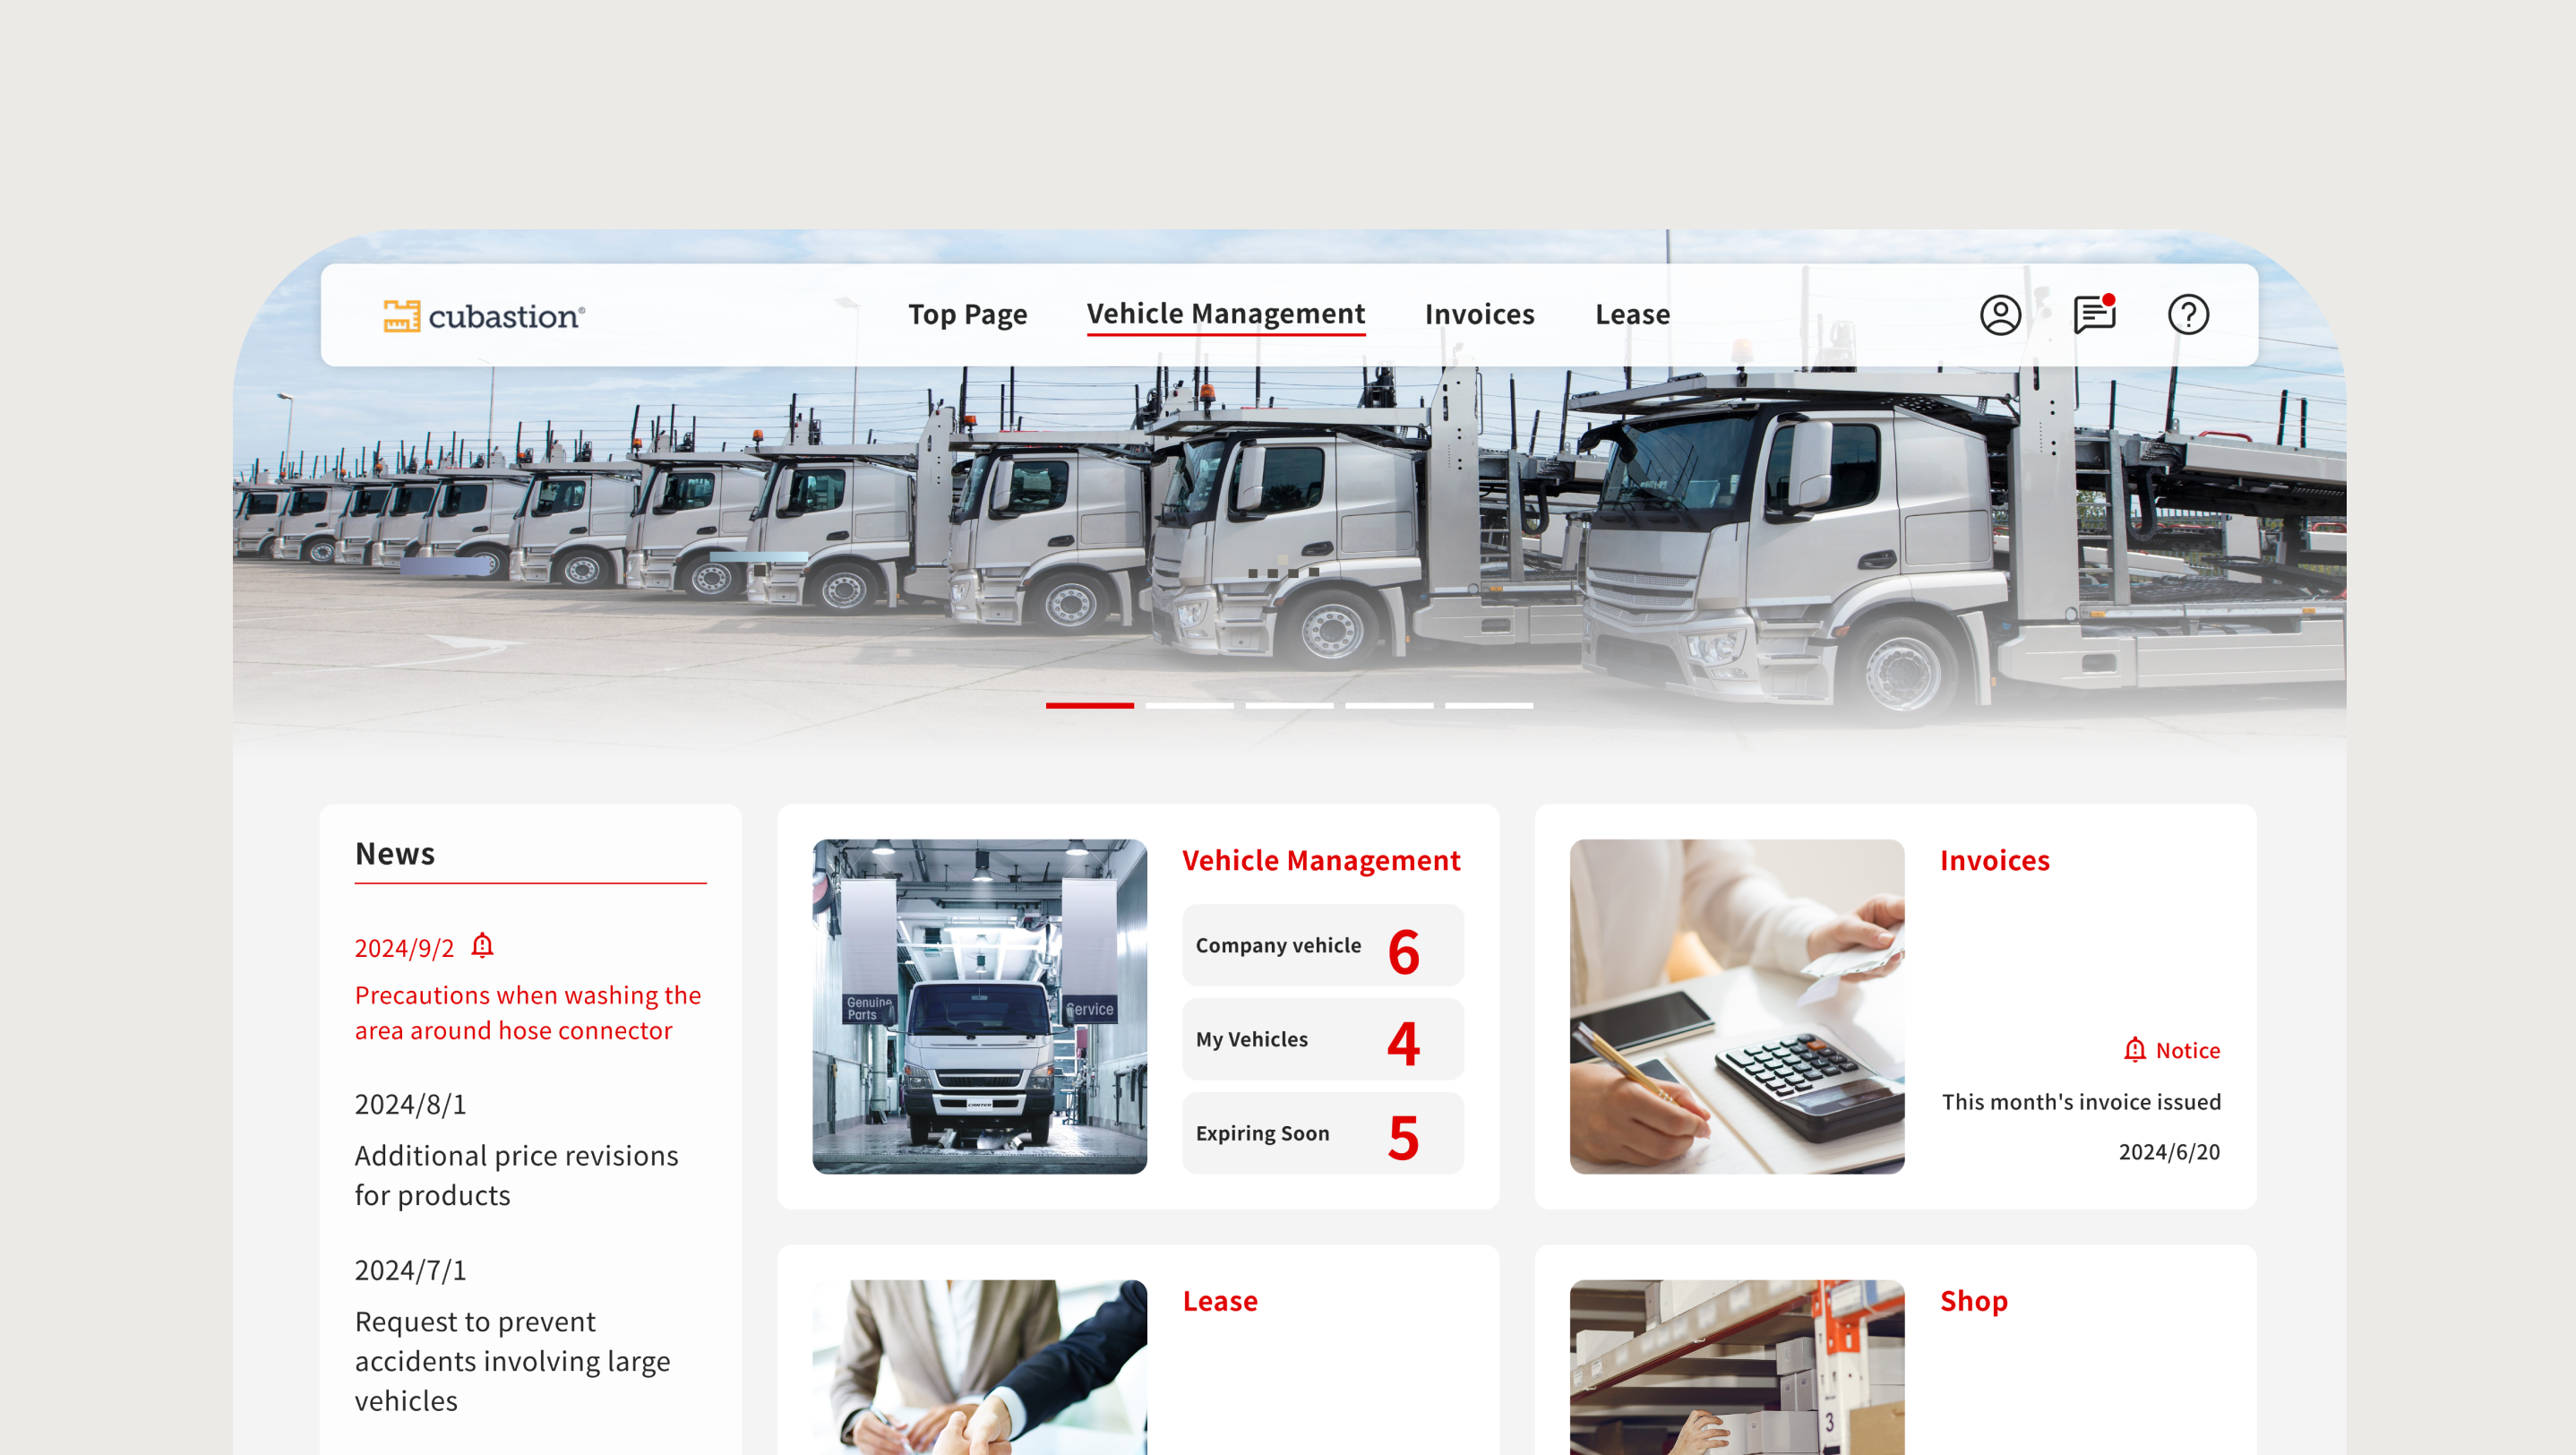 cubastion®
Top Page
Vehicle Management
Invoices
Lease
News
2024/9/2
Precautions when washing the
area around hose connector
2024/8/1
Additional price revisions
for products
2024/7/1
Request to prevent
accidents involving large
vehicles
Genuine
Parts
Service
CANTER
Vehicle Management
Company vehicle 6
My Vehicles 4
Expiring Soon 5
Invoices
Notice
This month's invoice issued
2024/6/20
Lease
Shop
3